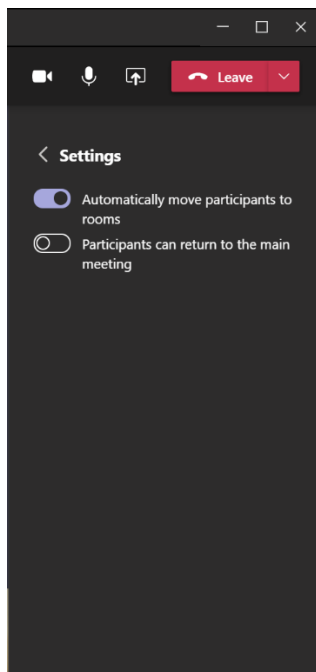 Leave
Settings
Automatically move participants to
rooms
Participants can return to the main
meeting